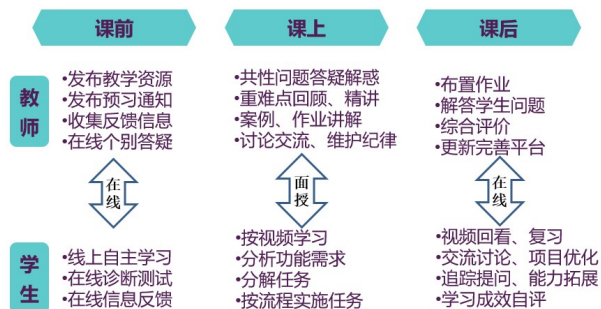 课前
课上
课后
教师
•发布教学资源
•发布预习通知
•收集反馈信息
•在线个别答疑
•共性问题答疑解惑
•重难点回顾、精讲
•案例、作业讲解
•讨论交流、维护纪律
•布置作业
•解答学生问题
•综合评价
•更新完善平台
在线
面授
在线
学生
•线上自主学习
•在线诊断测试
•在线信息反馈
•按视频学习
•分析功能需求
•分解任务
•按流程实施任务
•视频回看、复习
•交流讨论、项目优化
•追踪提问、能力拓展
•学习成效自评